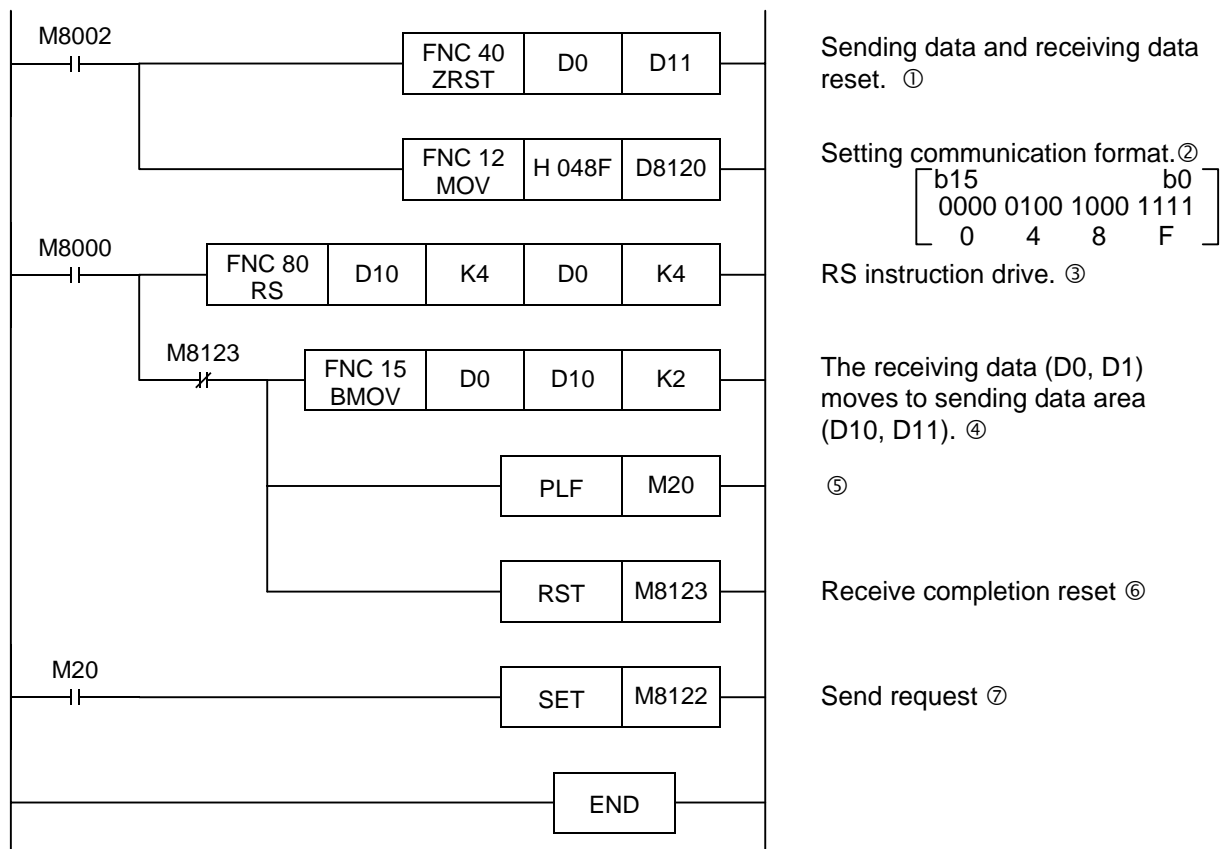 M8002
FNC 40 D0 D11
ZRST
Sending data and receiving data
reset. ①
FNC 12 H 048F D8120
MOV
Setting communication format.②
b15 b0
0000 0100 1000 1111
0 4 8 F
M8000
FNC 80 D10 K4 D0 K4
RS
RS instruction drive. ③
M8123
FNC 15 D0 D10 K2
BMOV
The receiving data (D0, D1)
moves to sending data area
(D10, D11). ④
PLF M20
⑤
RST M8123
Receive completion reset ⑥
M20
SET M8122
Send request ⑦
END